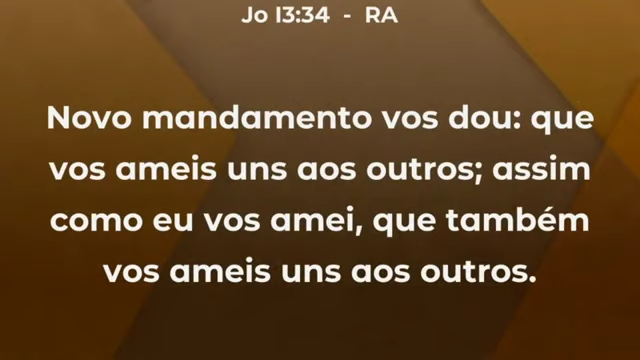 Jo 13:34 - RA
Novo mandamento vos dou: que
vos ameis uns aos outros; assim
como eu vos amei, que também
vos ameis uns aos outros.